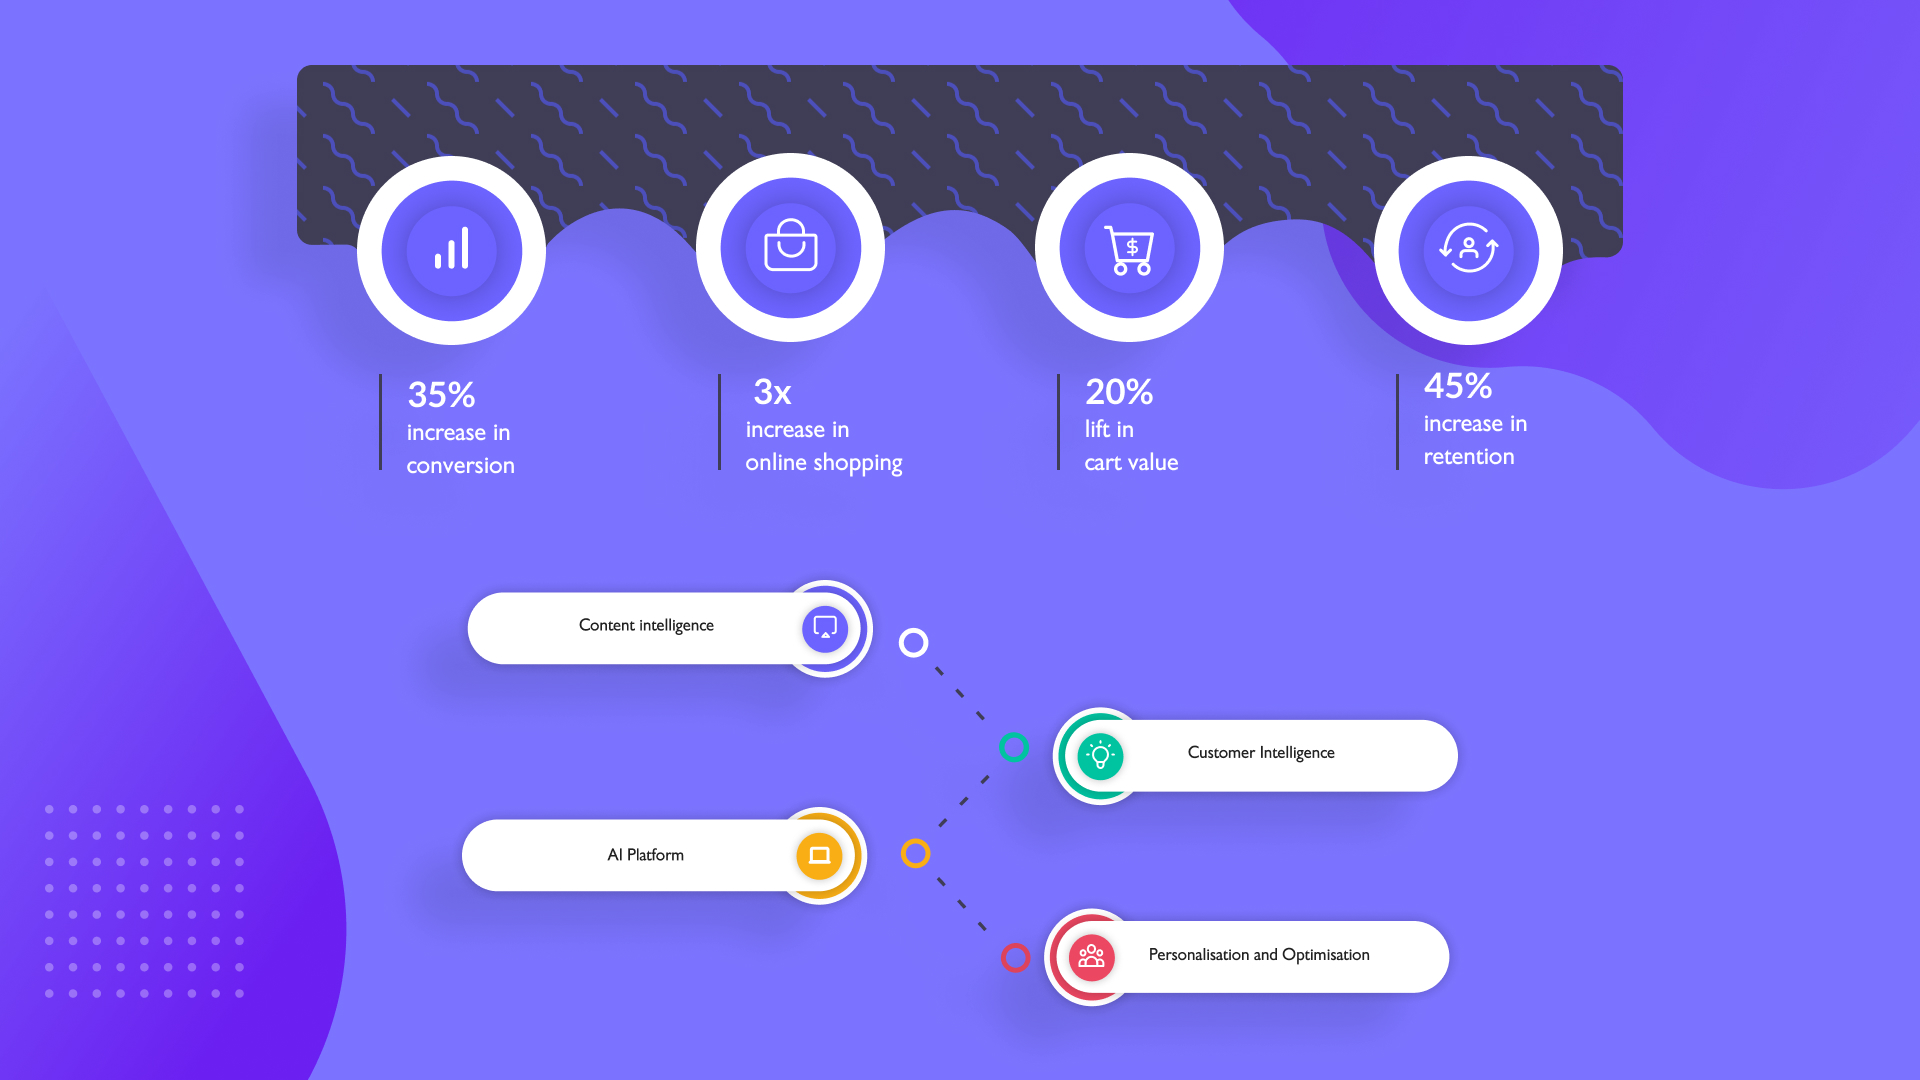 $
35%
increase in
conversion
3x
increase in
online shopping
20%
lift in
cart value
45%
increase in
retention
Content intelligence
Customer Intelligence
AI Platform
Personalisation and Optimisation